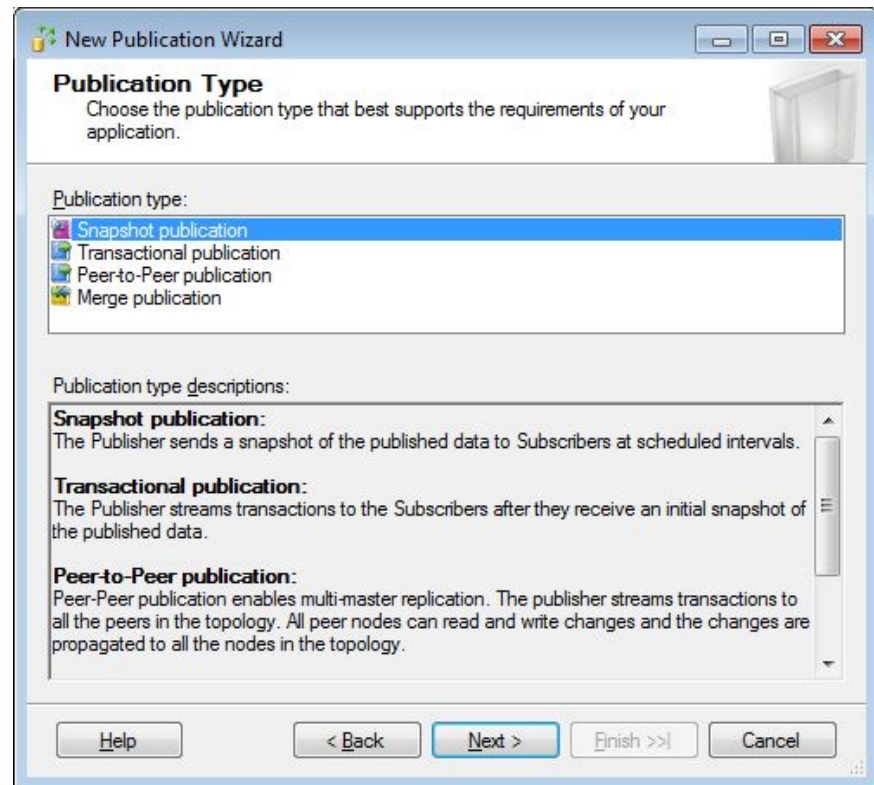 New Publication Wizard
Publication Type
Choose the publication type that best supports the requirements of your
application.
Publication type:
Snapshot publication
Transactional publication
Peer-to-Peer publication
Merge publication
Publication type descriptions:
Snapshot publication:
The Publisher sends a snapshot of the published data to Subscribers at scheduled intervals.
Transactional publication:
The Publisher streams transactions to the Subscribers after they receive an initial snapshot of
the published data.
Peer-to-Peer publication:
Peer-Peer publication enables multi-master replication. The publisher streams transactions to
all the peers in the topology. All peer nodes can read and write changes and the changes are
propagated to all the nodes in the topology.
Help
< Back
Next >
Finish >>|
Cancel